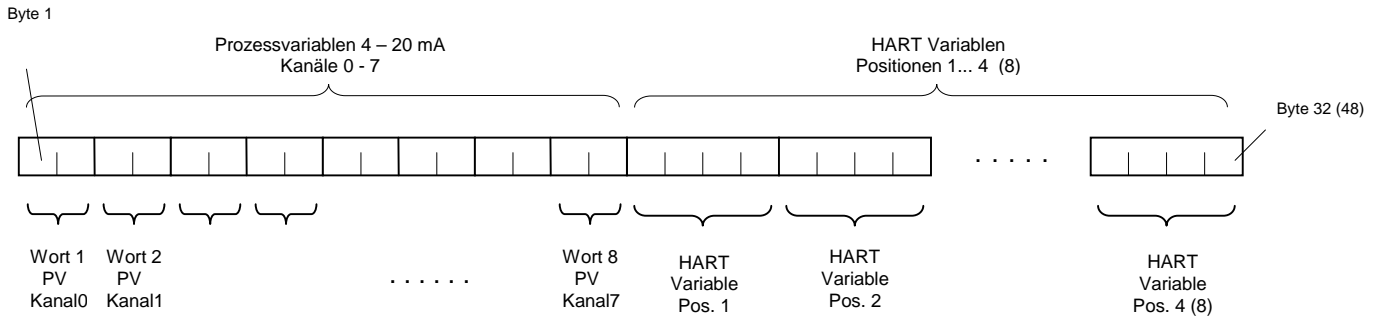 Byte 1
Prozessvariablen 4 – 20 mA
Kanäle 0 - 7
HART Variablen
Positionen 1... 4 (8)
Byte 32 (48)
. . . . .
Wort 1
PV
Kanal0
Wort 2
PV
Kanal1
. . . . . .
Wort 8
PV
Kanal7
HART
Variable
Pos. 1
HART
Variable
Pos. 2
HART
Variable
Pos. 4 (8)